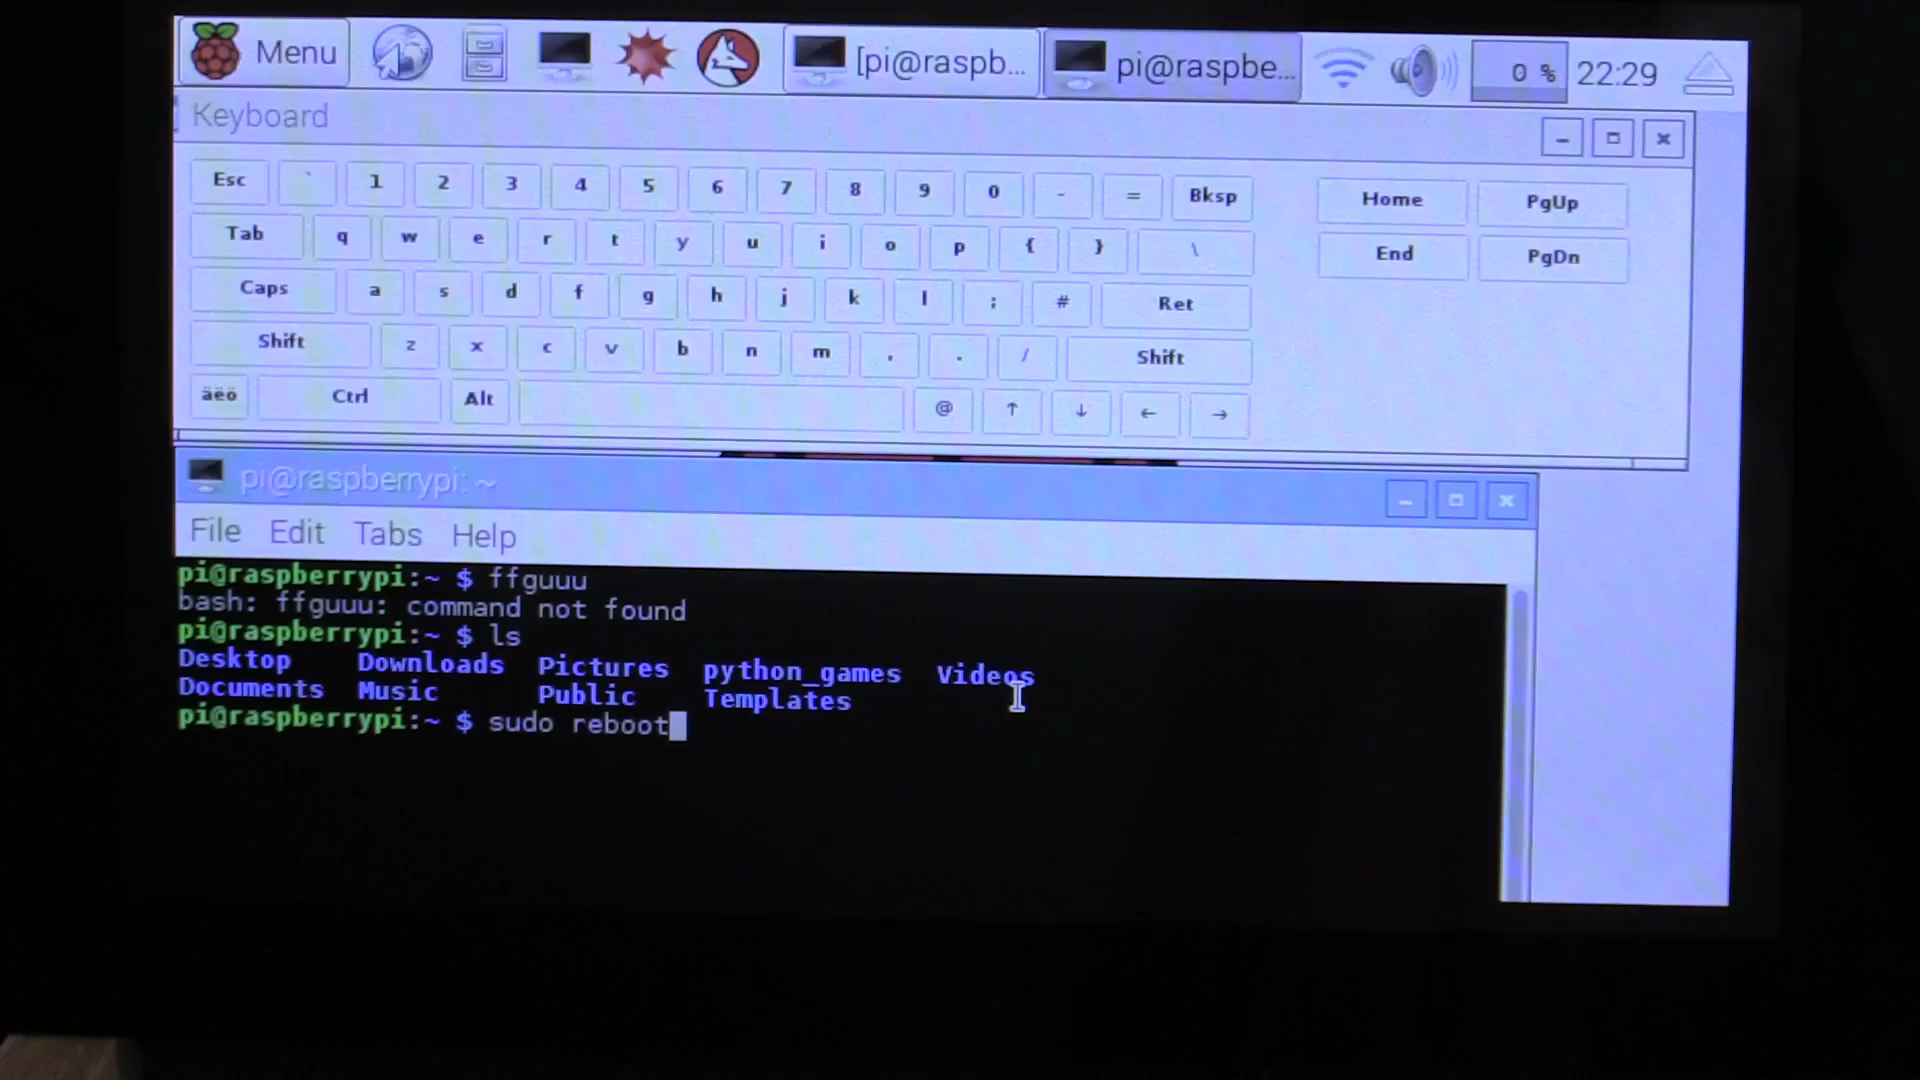 Menu [pi@raspb... pi@raspbe... 0 % 22:29
Keyboard
Esc ` 1 2 3 4 5 6 7 8 9 0 - = Bksp Home PgUp
Tab q w e r t y u i o p { } \ End PgDn
Caps a s d f g h j k l ; # Ret
Shift z x c v b n m , . / Shift
äëö Ctrl Alt @ ↑ ↓ ← →
pi@raspberrypi: ~
File Edit Tabs Help
pi@raspberrypi:~ $ ffguuu
bash: ffguuu: command not found
pi@raspberrypi:~ $ ls
Desktop Downloads Pictures python_games Videos
Documents Music Public Templates
pi@raspberrypi:~ $ sudo reboot